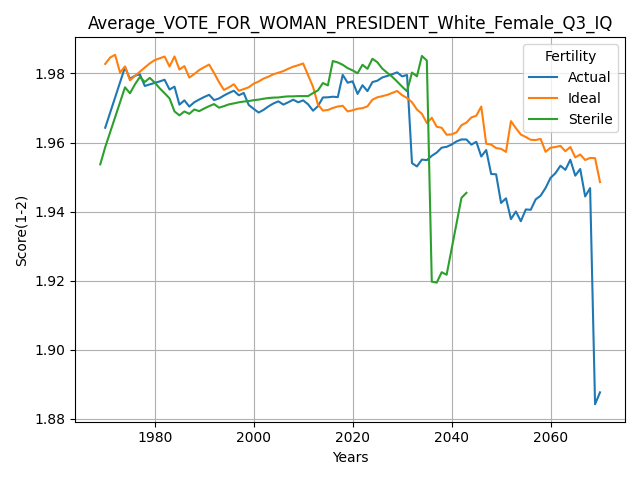 Average_VOTE_FOR_WOMAN_PRESIDENT_White_Female_Q3_IQ
Fertility
Actual
Ideal
Sterile
Score(1-2)
1.98
1.96
1.94
1.92
1.90
1.88
1980
2000
2020
2040
2060
Years